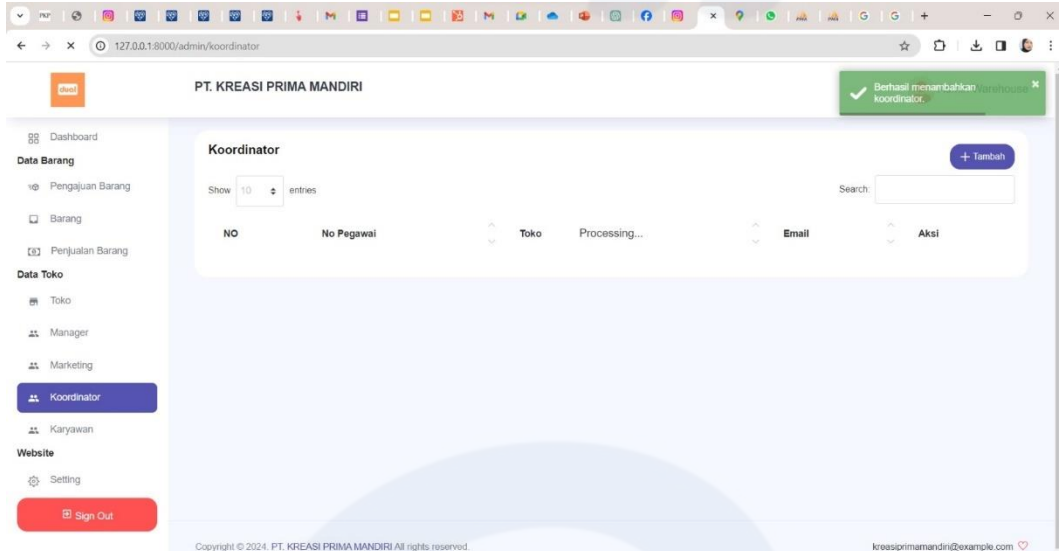 127.0.0.1:8000/admin/koordinator
dual
PT. KREASI PRIMA MANDIRI
Berhasil menambahkan
koordinator.
Dashboard
Data Barang
Pengajuan Barang
Barang
Penjualan Barang
Data Toko
Toko
Manager
Marketing
Koordinator
Karyawan
Website
Setting
Sign Out
Koordinator
+ Tambah
Show 10 entries
Search:
NO No Pegawai Toko Processing... Email Aksi
Copyright © 2024. PT. KREASI PRIMA MANDIRI All rights reserved.
kreasiprimamandiri@example.com